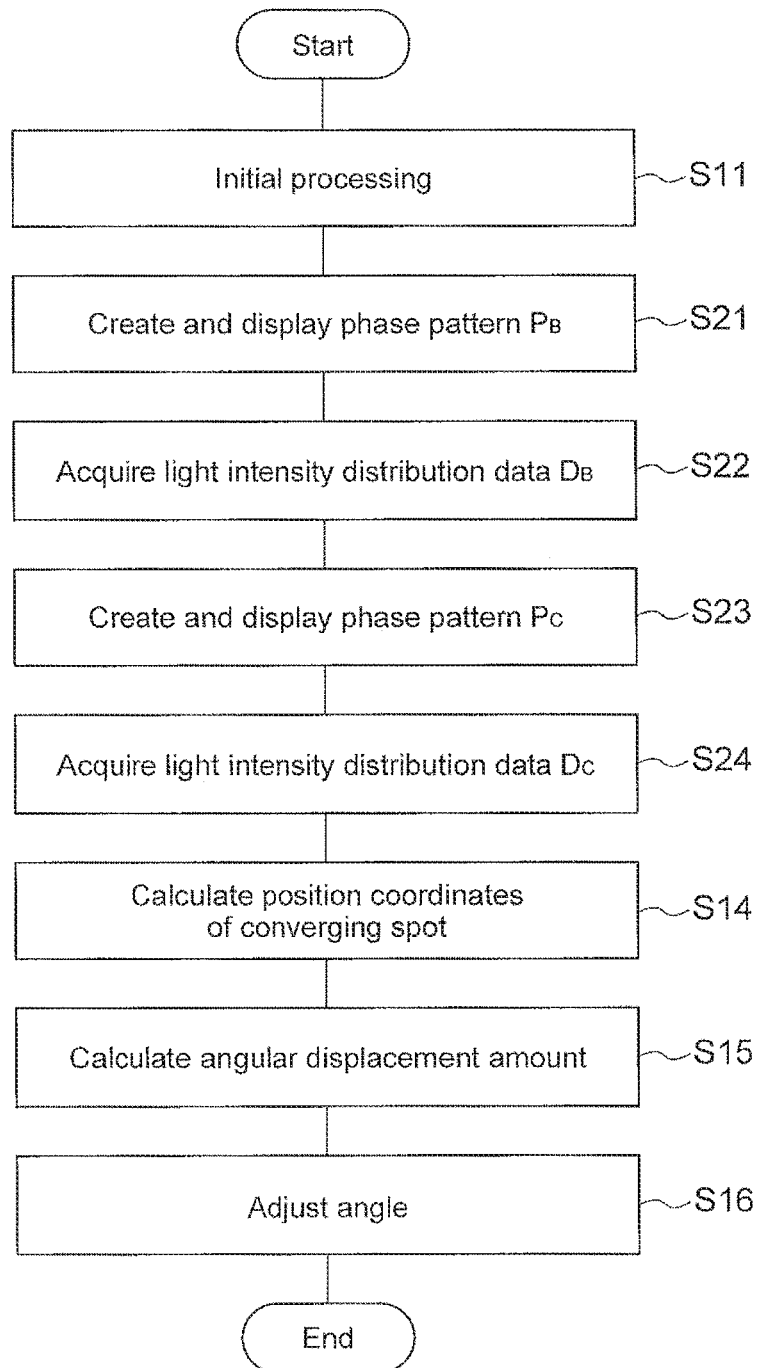 Start
Initial processing
S11
Create and display phase pattern PB
S21
Acquire light intensity distribution data DB
S22
Create and display phase pattern PC
S23
Acquire light intensity distribution data DC
S24
Calculate position coordinates
of converging spot
S14
Calculate angular displacement amount
S15
Adjust angle
S16
End